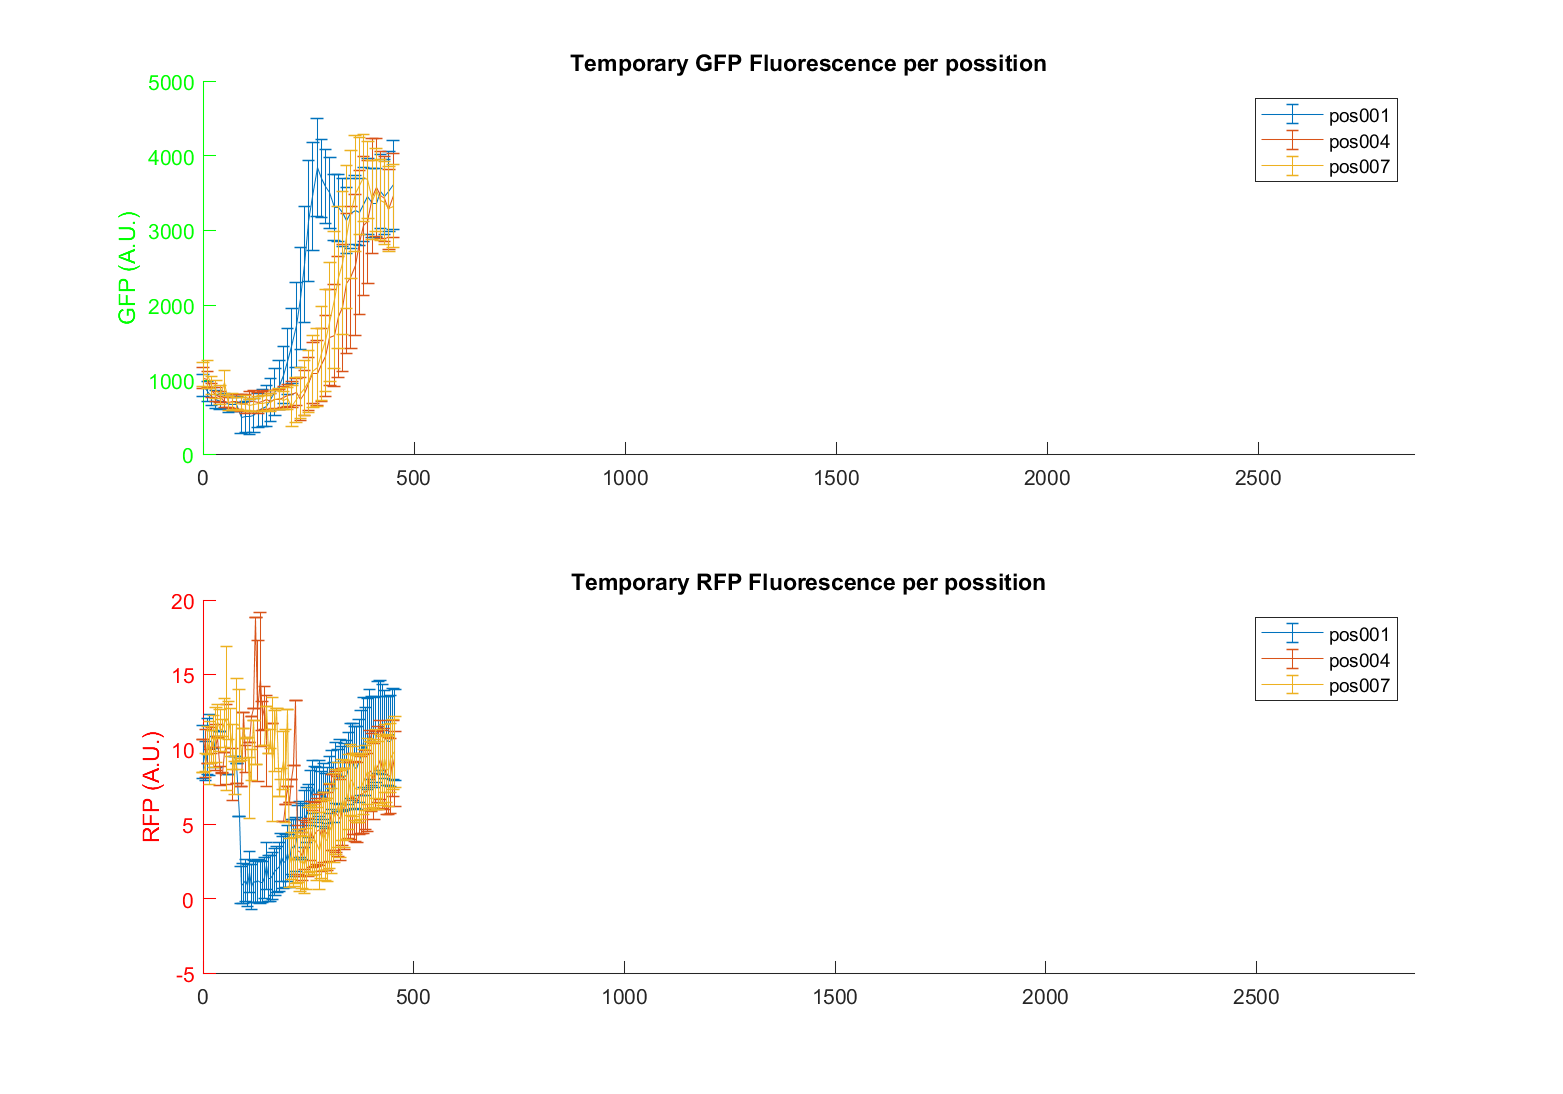 Temporary GFP Fluorescence per possition
5000
4000
3000
2000
1000
0
GFP (A.U.)
0 500 1000 1500 2000 2500
pos001
pos004
pos007
Temporary RFP Fluorescence per possition
20
15
10
5
0
-5
RFP (A.U.)
0 500 1000 1500 2000 2500
pos001
pos004
pos007